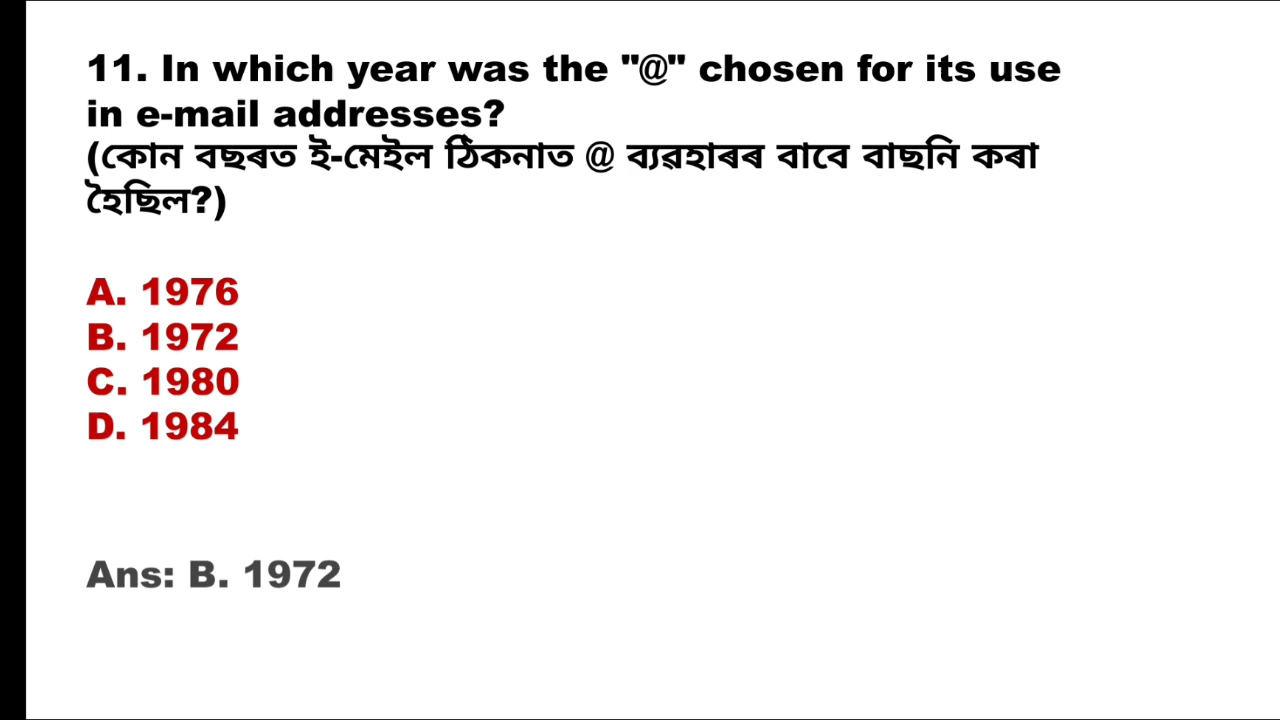 11. In which year was the "@" chosen for its use
in e-mail addresses?
(কোন বছৰত ই-মেইল ঠিকনাত @ ব্যৱহাৰৰ বাবে বাছনি কৰা
হৈছিল?)
A. 1976
B. 1972
C. 1980
D. 1984
Ans: B. 1972